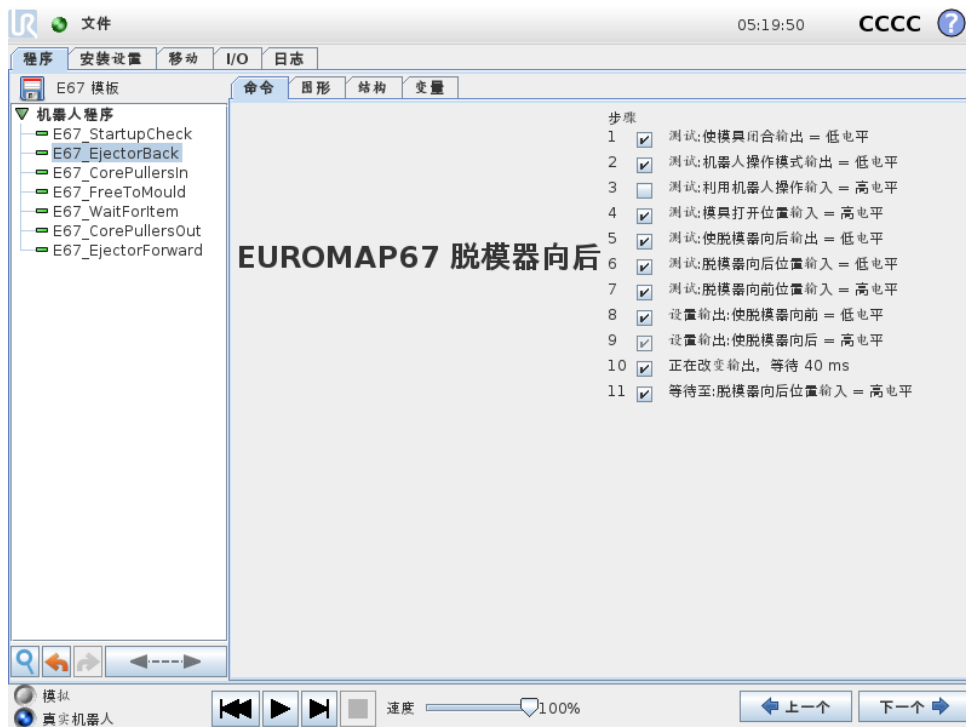 UR 文件 05:19:50 CCCC ?
程序 安装设置 移动 I/O 日志
E67 模板
命令 图形 结构 变量
机器人程序
E67_StartupCheck
E67_EjectorBack
E67_CorePullersIn
E67_FreeToMould
E67_WaitForItem
E67_CorePullersOut
E67_EjectorForward
EUROMAP67 脱模器向后
步骤
1 测试:使模具闭合输出 = 低电平
2 测试:机器人操作模式输出 = 低电平
3 测试:利用机器人操作输入 = 高电平
4 测试:模具打开位置输入 = 高电平
5 测试:使脱模器向后输出 = 低电平
6 测试:脱模器向后位置输入 = 低电平
7 测试:脱模器向前位置输入 = 高电平
8 设置输出:使脱模器向前 = 低电平
9 设置输出:使脱模器向后 = 高电平
10 正在改变输出, 等待 40 ms
11 等待至:脱模器向后位置输入 = 高电平
模拟
真实机器人
速度 100%
上一个 下一个